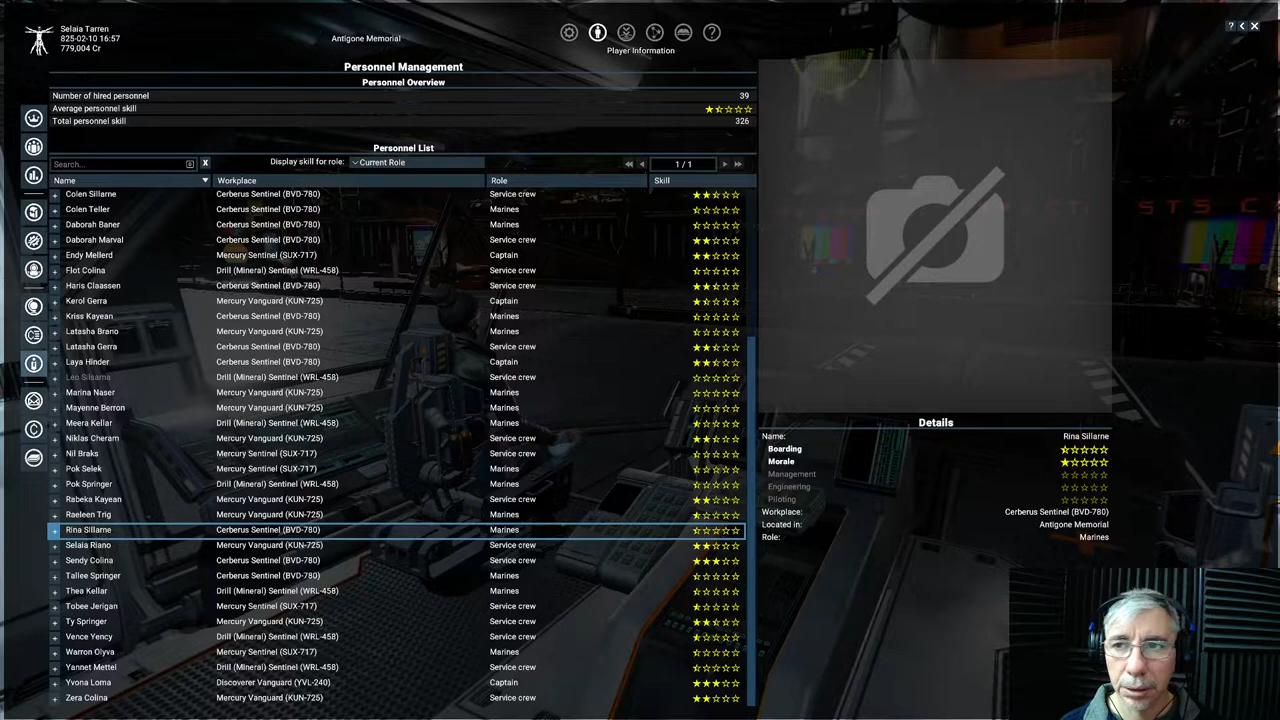 Selaia Tarren
825-02-10 16:57
779,004 Cr
Antigone Memorial
Player Information
? < X
Personnel Management
Personnel Overview
Number of hired personnel 39
Average personnel skill
Total personnel skill 326
Personnel List
Search... x Display skill for role: Current Role 1 / 1
Name Workplace Role Skill
Colen Sillarne Cerberus Sentinel (BVD-780) Service crew
Colen Teller Cerberus Sentinel (BVD-780) Marines
Daborah Baner Cerberus Sentinel (BVD-780) Marines
Daborah Marval Cerberus Sentinel (BVD-780) Service crew
Endy Mellerd Mercury Sentinel (SUX-717) Captain
Flot Colina Drill (Mineral) Sentinel (WRL-458) Service crew
Haris Claassen Cerberus Sentinel (BVD-780) Service crew
Kerol Gerra Mercury Vanguard (KUN-725) Captain
Kriss Kayean Cerberus Sentinel (BVD-780) Marines
Latasha Brano Mercury Vanguard (KUN-725) Marines
Latasha Gerra Cerberus Sentinel (BVD-780) Service crew
Laya Hinder Cerberus Sentinel (BVD-780) Captain
Leo Silsama Drill (Mineral) Sentinel (WRL-458) Service crew
Marina Naser Mercury Vanguard (KUN-725) Marines
Mayenne Berron Mercury Vanguard (KUN-725) Marines
Meera Kellar Drill (Mineral) Sentinel (WRL-458) Marines
Niklas Cheram Mercury Vanguard (KUN-725) Service crew
Nil Braks Mercury Sentinel (SUX-717) Marines
Pok Selek Mercury Sentinel (SUX-717) Marines
Pok Springer Drill (Mineral) Sentinel (WRL-458) Marines
Rabeka Kayean Mercury Vanguard (KUN-725) Service crew
Raeleen Trig Mercury Vanguard (KUN-725) Marines
Rina Sillarne Cerberus Sentinel (BVD-780) Marines
Selaia Riano Mercury Vanguard (KUN-725) Service crew
Sendy Colina Cerberus Sentinel (BVD-780) Service crew
Tallee Springer Cerberus Sentinel (BVD-780) Marines
Thea Kellar Drill (Mineral) Sentinel (WRL-458) Marines
Tobee Jerigan Mercury Sentinel (SUX-717) Service crew
Ty Springer Mercury Vanguard (KUN-725) Service crew
Vence Yency Drill (Mineral) Sentinel (WRL-458) Service crew
Warron Olyva Mercury Sentinel (SUX-717) Marines
Yannet Mettel Drill (Mineral) Sentinel (WRL-458) Service crew
Yvona Loma Discoverer Vanguard (YVL-240) Captain
Zera Colina Mercury Vanguard (KUN-725) Service crew
Details
Name: Rina Sillarne
Boarding
Morale
Management
Engineering
Piloting
Workplace: Cerberus Sentinel (BVD-780)
Located in: Antigone Memorial
Role: Marines